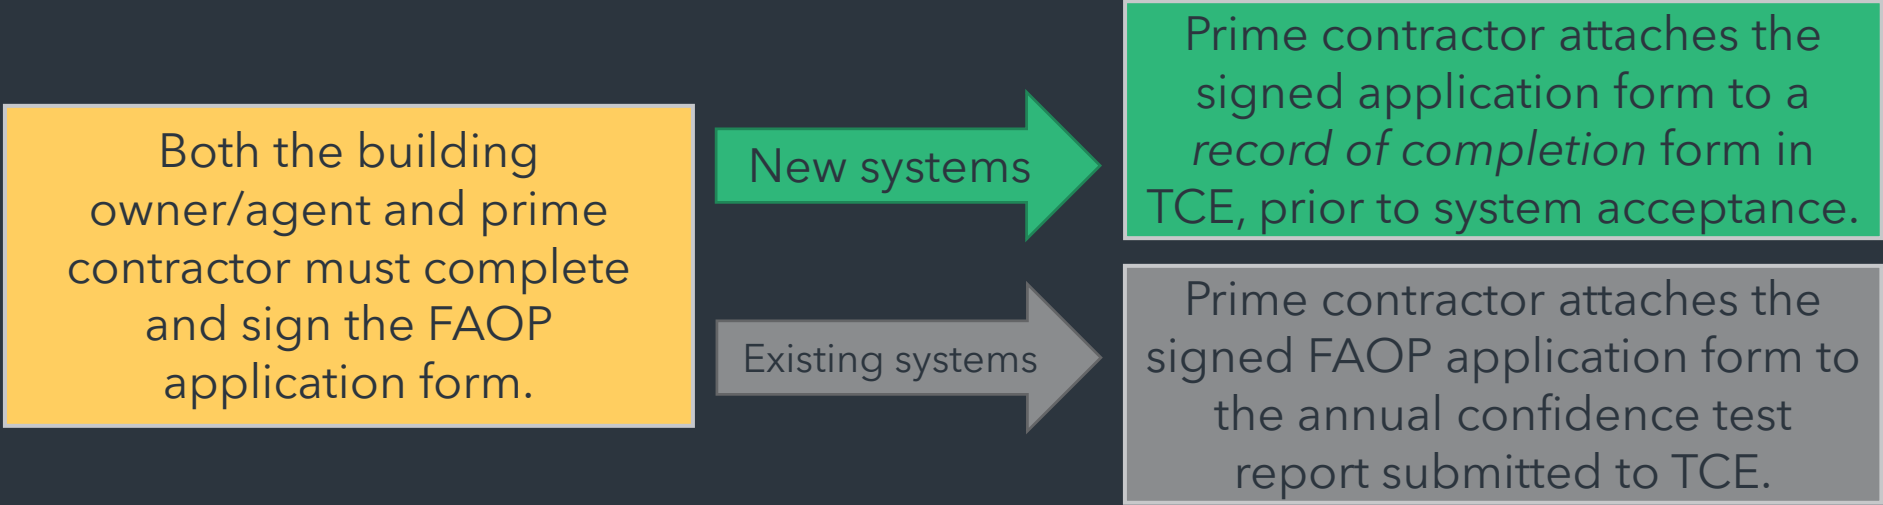 Both the building
owner/agent and prime
contractor must complete
and sign the FAOP
application form.
New systems
Prime contractor attaches the
signed application form to a
record of completion form in
TCE, prior to system acceptance.
Existing systems
Prime contractor attaches the
signed FAOP application form to
the annual confidence test
report submitted to TCE.